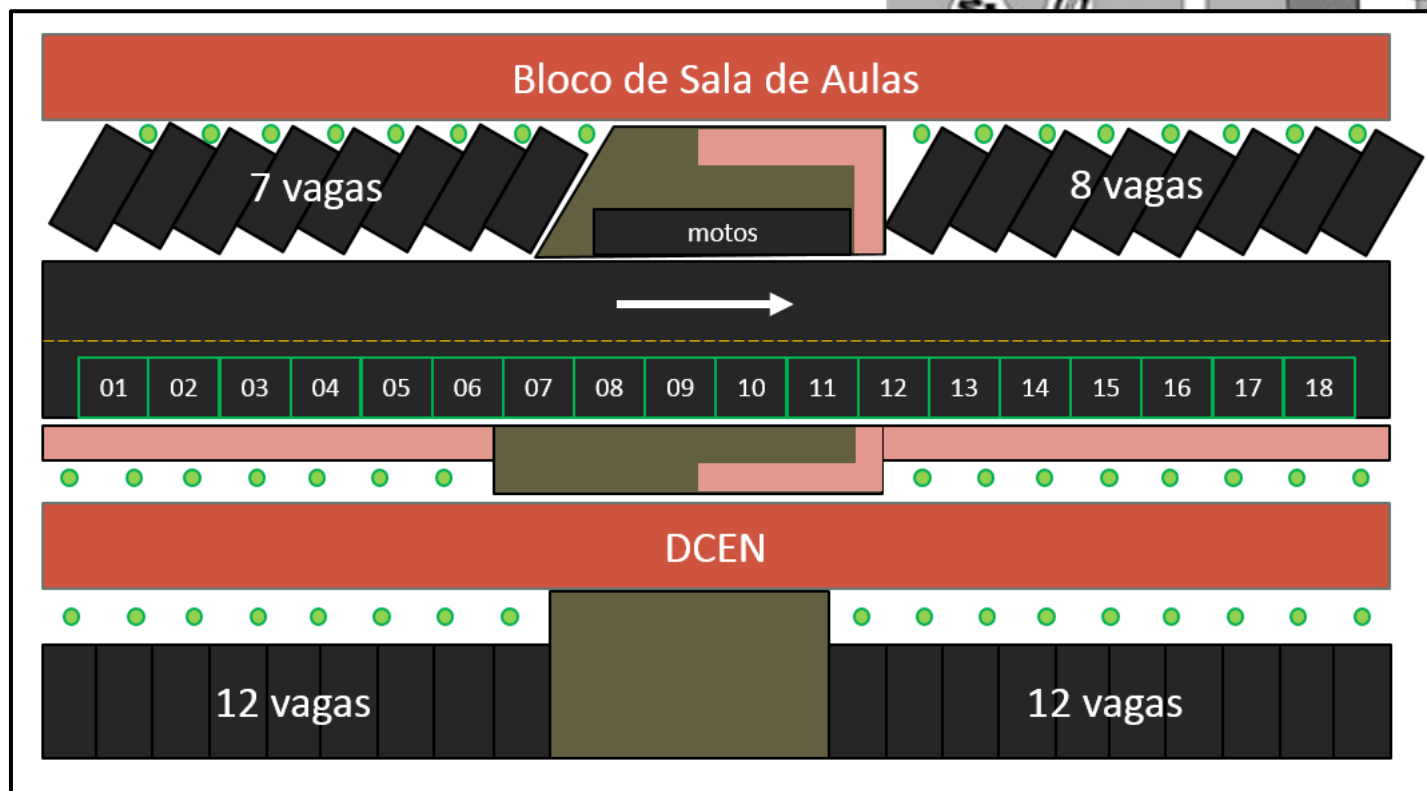 Bloco de Sala de Aulas
7 vagas
8 vagas
motos
01 02 03 04 05 06 07 08 09 10 11 12 13 14 15 16 17 18
DCEN
12 vagas
12 vagas